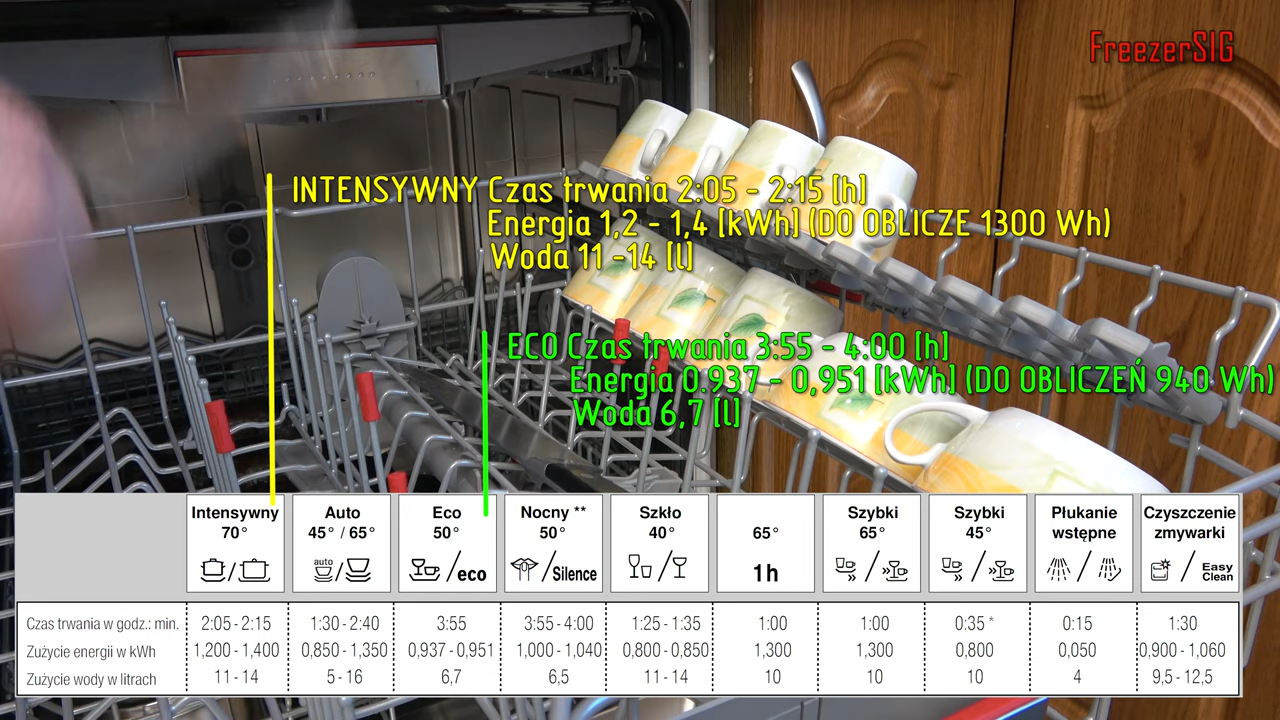 FreezerSIG
INTENSYWNY Czas trwania 2:05 - 2:15 [h]
Energia 1,2 - 1,4 [kWh] (DO OBLICZE 1300 Wh)
Woda 11 -14 [l]
ECO Czas trwania 3:55 - 4:00 [h]
Energia 0.937 - 0,951 [kWh] (DO OBLICZEŃ 940 Wh)
Woda 6,7 [l]
Intensywny 70° Auto 45° / 65° Eco 50° Nocny ** 50° Szkło 40° 65° Szybki 65° Szybki 45° Płukanie wstępne Czyszczenie zmywarki
auto / / eco / Silence / 1h / / / / Easy Clean
Czas trwania w godz.: min. 2:05 - 2:15 1:30 - 2:40 3:55 3:55 - 4:00 1:25 - 1:35 1:00 1:00 0:35 * 0:15 1:30
Zużycie energii w kWh 1,200 - 1,400 0,850 - 1,350 0,937 - 0,951 1,000 - 1,040 0,800 - 0,850 1,300 1,300 0,800 0,050 0,900 - 1,060
Zużycie wody w litrach 11 - 14 5 - 16 6,7 6,5 11 - 14 10 10 10 4 9,5 - 12,5